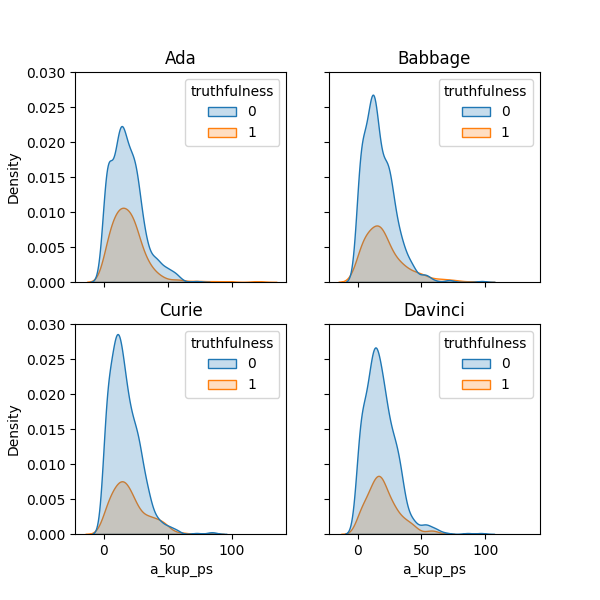 Ada
Babbage
0.030
0.025
0.020
0.015
0.010
0.005
0.000
Density
truthfulness
0
1
truthfulness
0
1
Curie
Davinci
0.030
0.025
0.020
0.015
0.010
0.005
0.000
Density
truthfulness
0
1
truthfulness
0
1
0 50 100
0 50 100
a_kup_ps
a_kup_ps